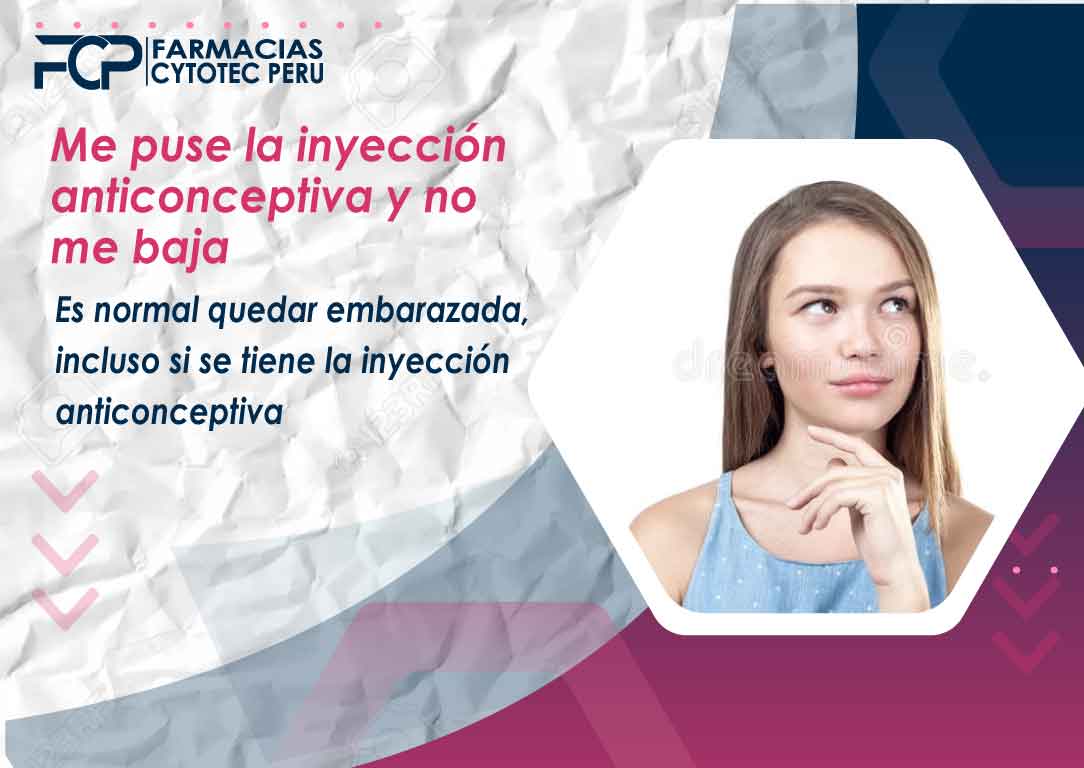 FCP
FARMACIAS
CYTOTEC PERU
Me puse la inyección
anticonceptiva y no
me baja
Es normal quedar embarazada,
incluso si se tiene la inyección
anticonceptiva